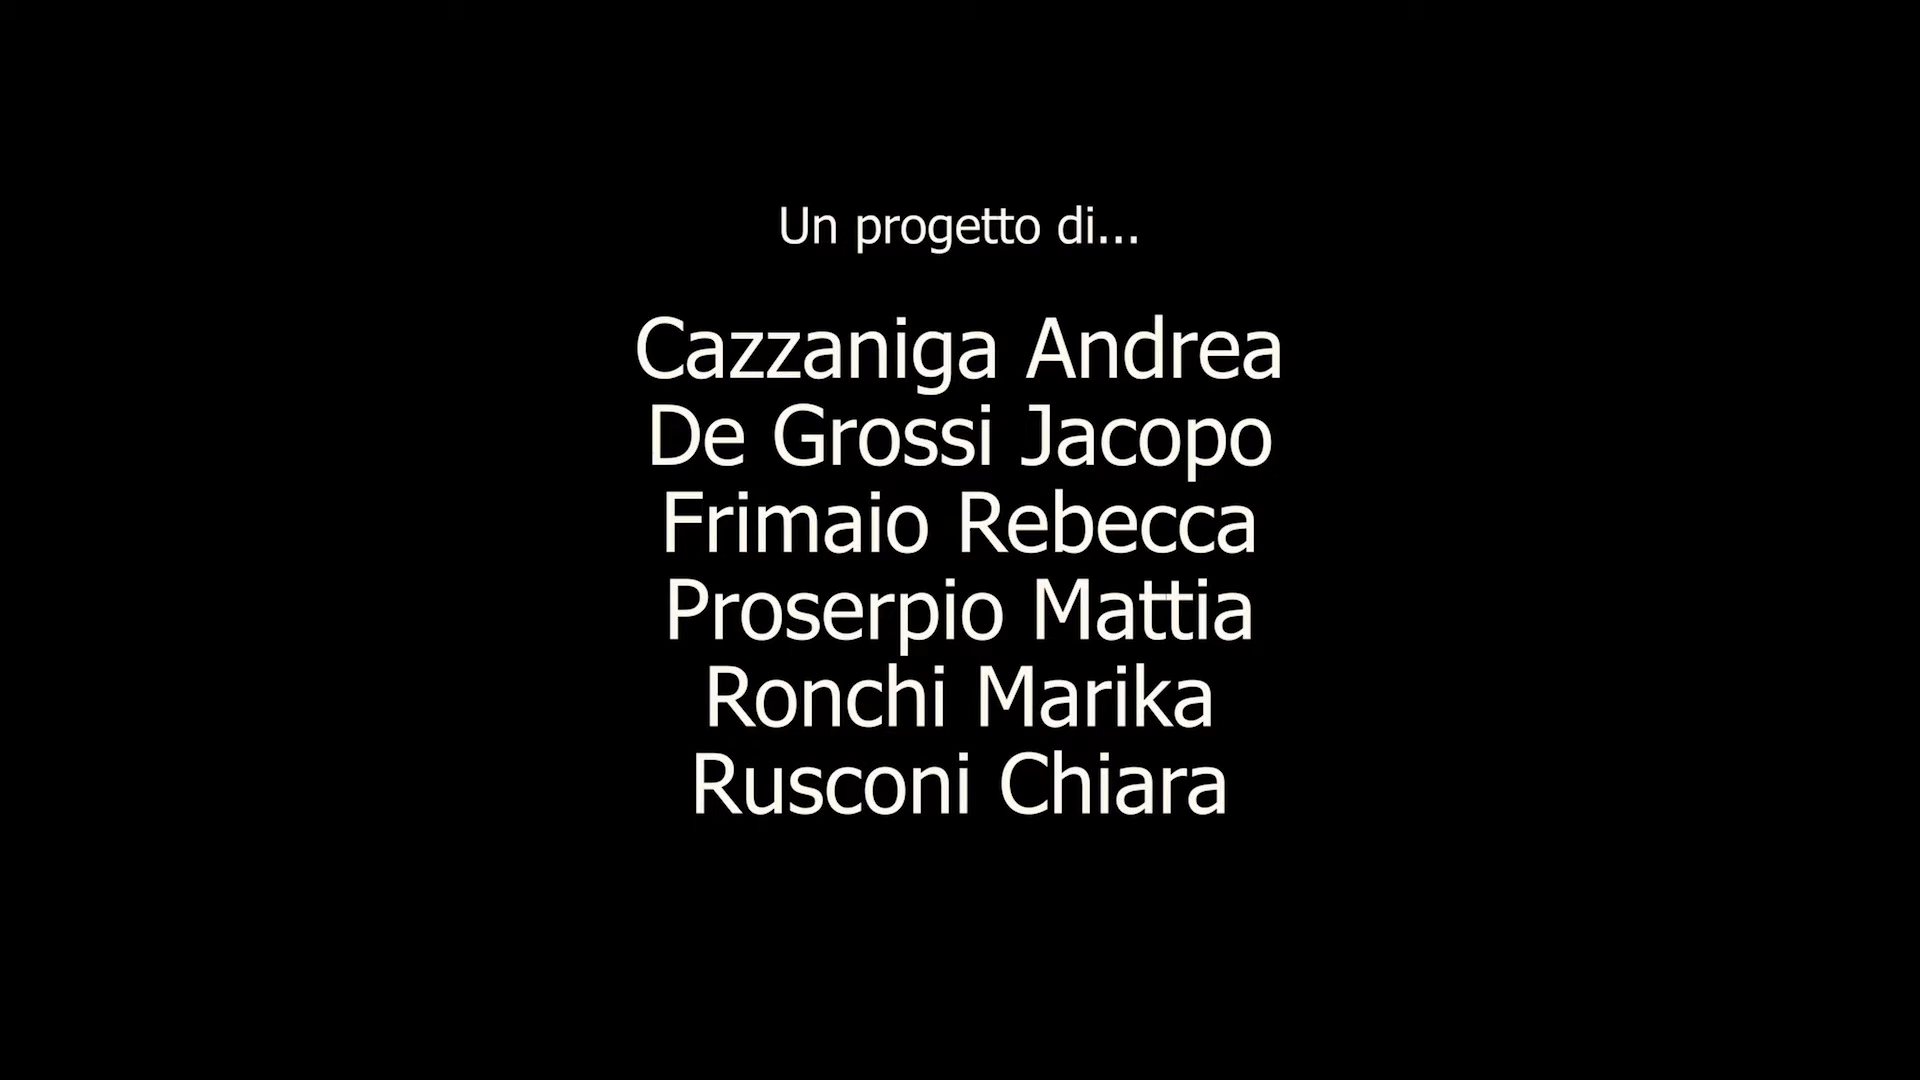 Un progetto di...
Cazzaniga Andrea
De Grossi Jacopo
Frimaio Rebecca
Proserpio Mattia
Ronchi Marika
Rusconi Chiara